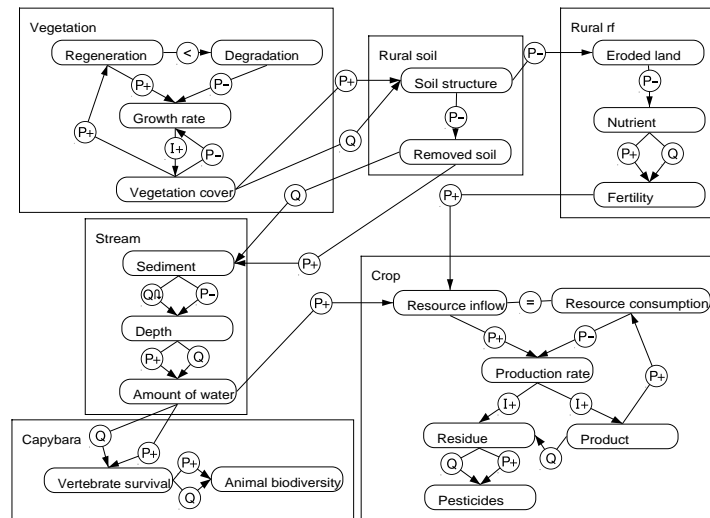 Vegetation
Regeneration
<
Degradation
P+
P−
Growth rate
P+
I+
P−
Vegetation cover
P+
Q
Rural soil
Soil structure
P−
Removed soil
P−
Rural rf
Eroded land
P−
Nutrient
P+
Q
Fertility
Q
P+
P+
Stream
Sediment
P−
Depth
P+
Q
Amount of water
P+
Crop
Resource inflow
=
Resource consumption
P+
P−
Production rate
P+
I+
I+
Residue
Q
Product
Q
P+
Pesticides
Capybara
Q
P+
Vertebrate survival
P+
Q
Animal biodiversity